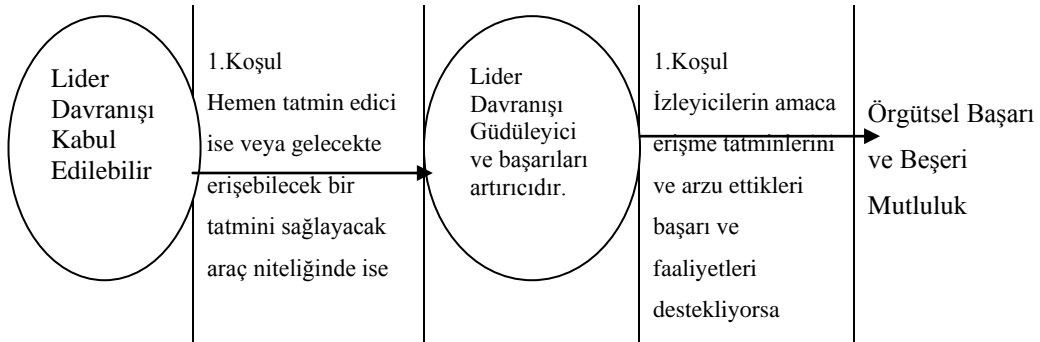 Lider
Davranışı
Kabul
Edilebilir
1.Koşul
Hemen tatmin edici
ise veya gelecekte
erişebilecek bir
tatmini sağlayacak
araç niteliğinde ise
Lider
Davranışı
Güdüleyici
ve başarıları
artırıcıdır.
1.Koşul
İzleyicilerin amaca
erişme tatminlerini
ve arzu ettikleri
başarı ve
faaliyetleri
destekliyorsa
Örgütsel Başarı
ve Beşeri
Mutluluk